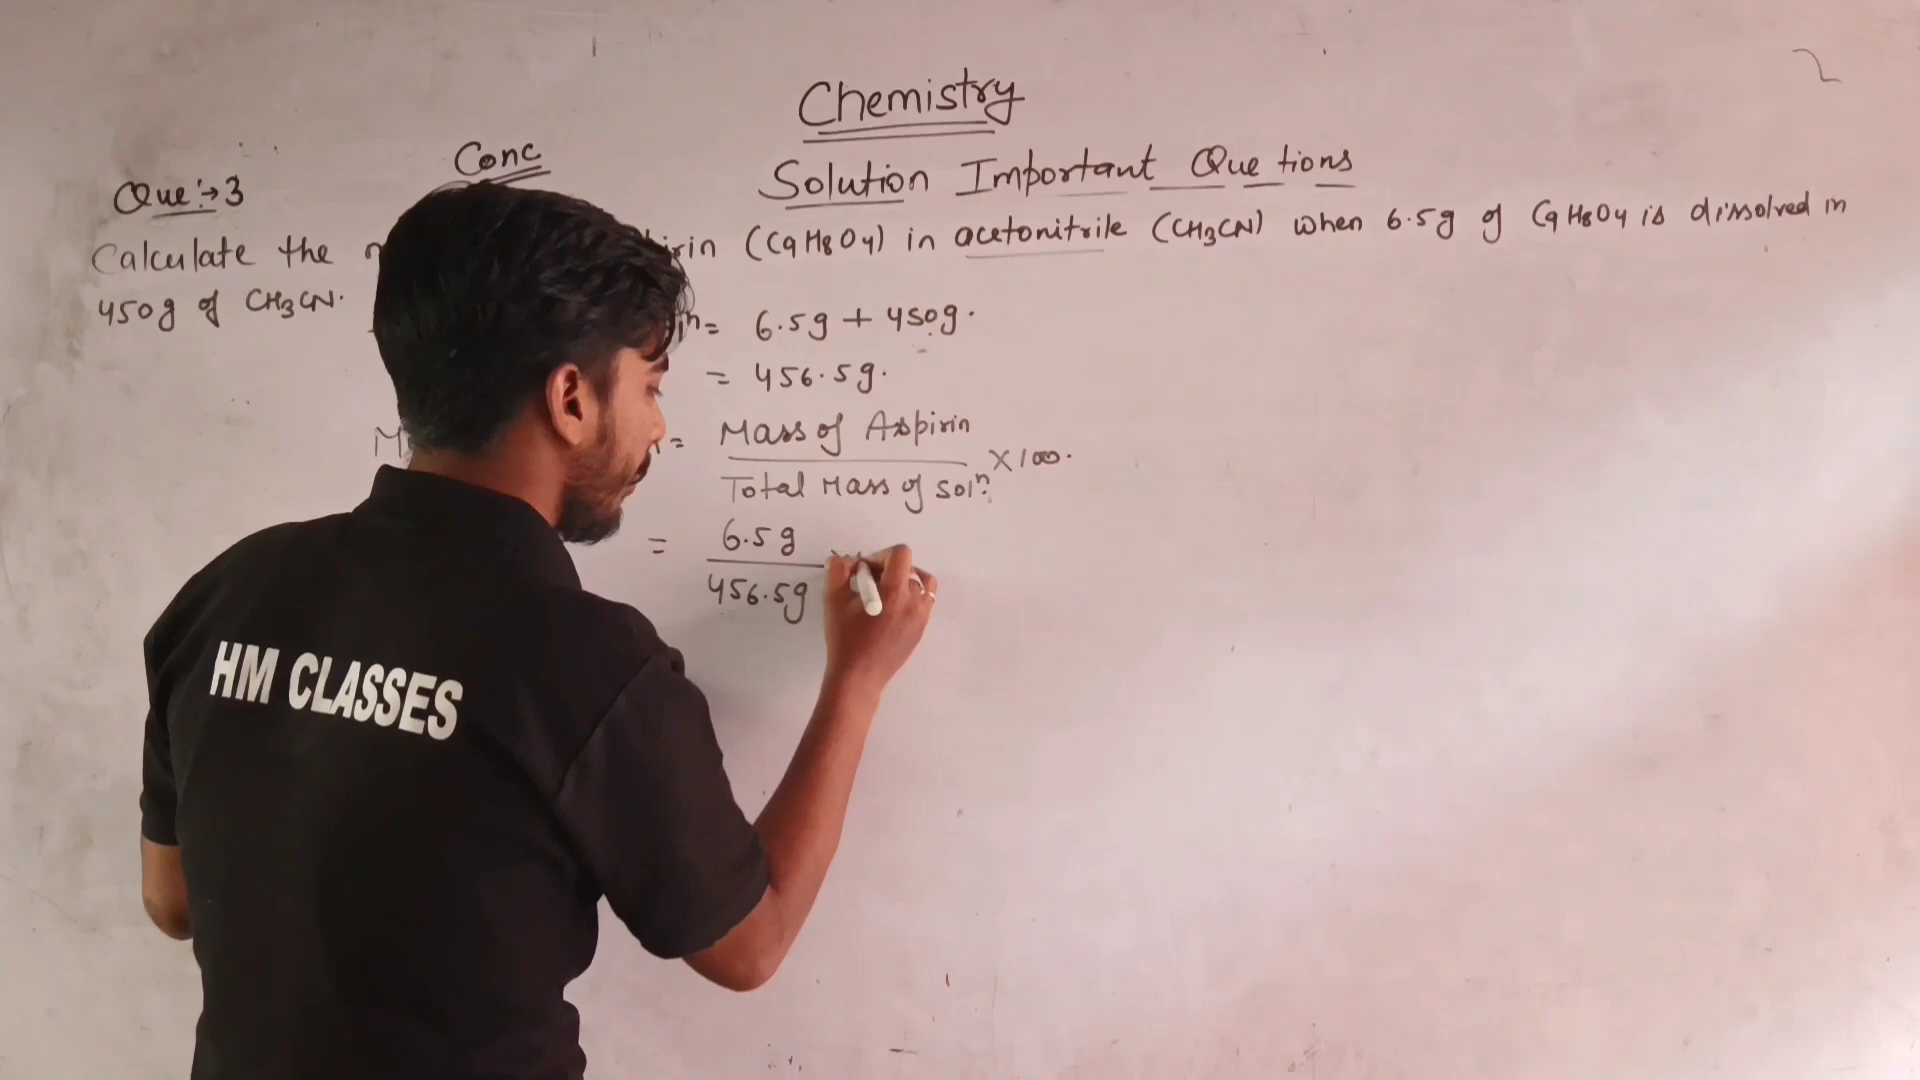 Chemistry
Conc
Solution Important Que tions
Que:→3
Calculate the (C9H8O4) in acetonitrile (CH3CN) when 6.5g of C9H8O4 is dissolved in
450g of CH3CN.
= 6.5g + 450g.
= 456.5g.
= Mass of Aspirin
Total Mass of solⁿ. ×100.
= 6.5g
456.5g
HM CLASSES